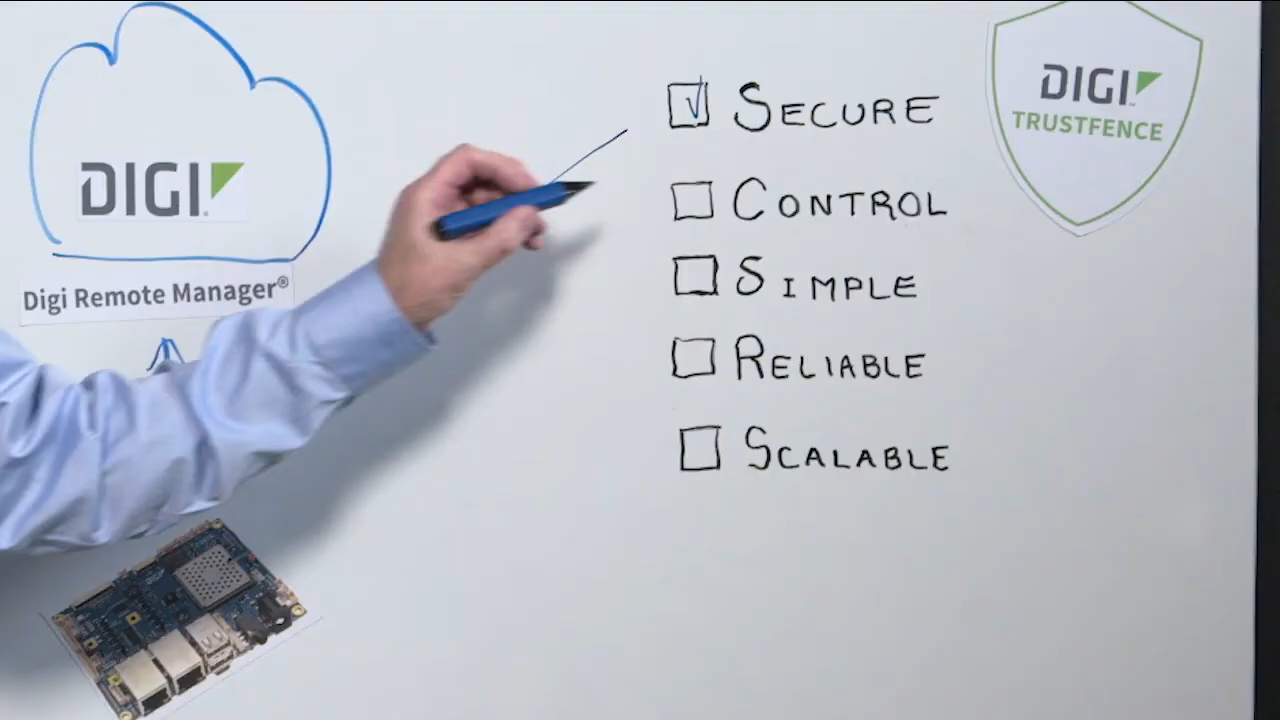 DIGI
Digi Remote Manager®
SECURE
CONTROL
SIMPLE
RELIABLE
SCALABLE
DIGI
TRUSTFENCE